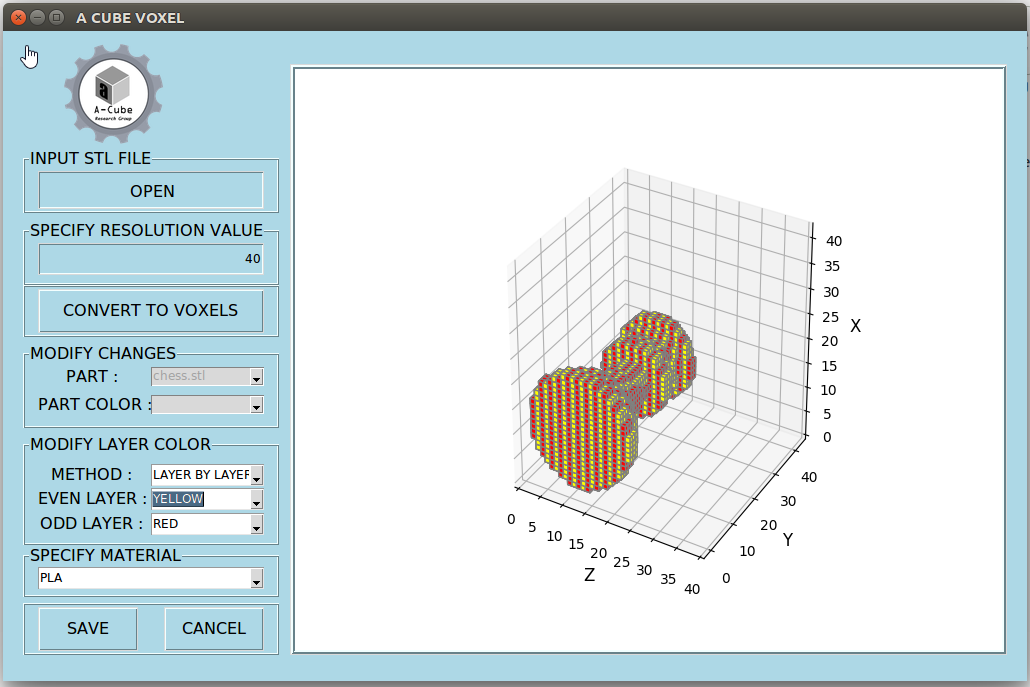 A CUBE VOXEL
a
A-Cube
Research Group
INPUT STL FILE
OPEN
SPECIFY RESOLUTION VALUE
40
CONVERT TO VOXELS
MODIFY CHANGES
PART : chess.stl
PART COLOR :
MODIFY LAYER COLOR
METHOD : LAYER BY LAYER
EVEN LAYER : YELLOW
ODD LAYER : RED
SPECIFY MATERIAL
PLA
SAVE CANCEL
40
35
30
25
20
15
10
5
0
X
40
30
20
10
0
Y
0
5
10
15
20
25
30
35
40
Z